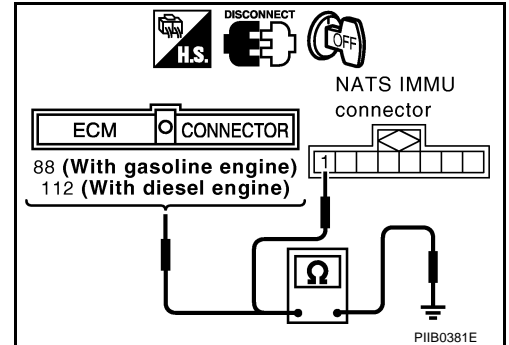 DISCONNECT
H.S.
OFF
NATS IMMU
connector
ECM CONNECTOR
88 (With gasoline engine)
112 (With diesel engine)
1
Ω
PIIB0381E